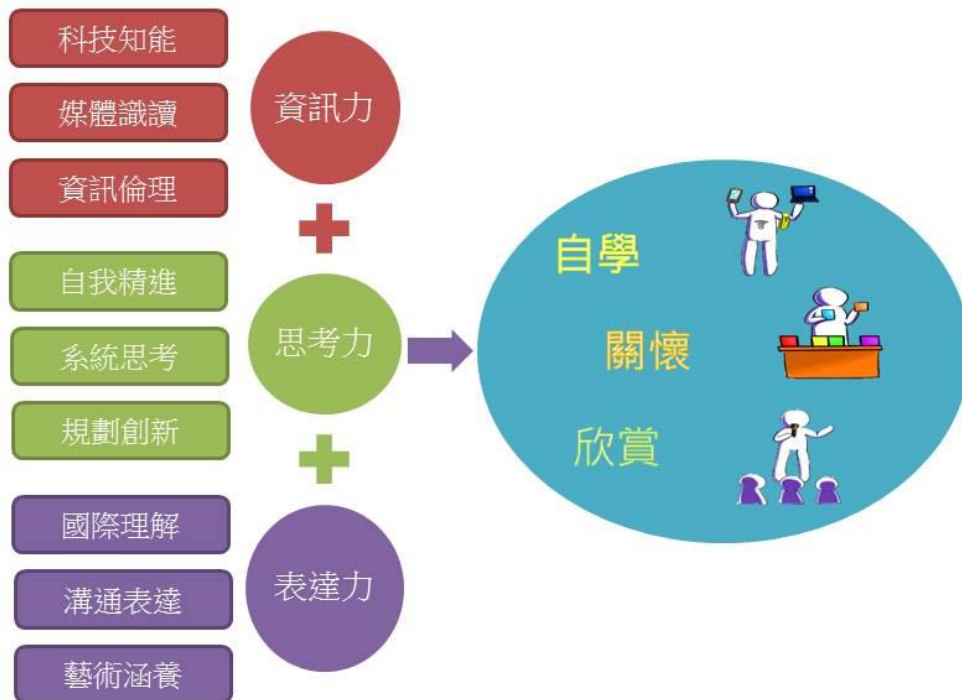 科技知能
媒體識讀
資訊倫理
資訊力
自我精進
系統思考
規劃創新
思考力
國際理解
溝通表達
藝術涵養
表達力
自學
關懷
欣賞